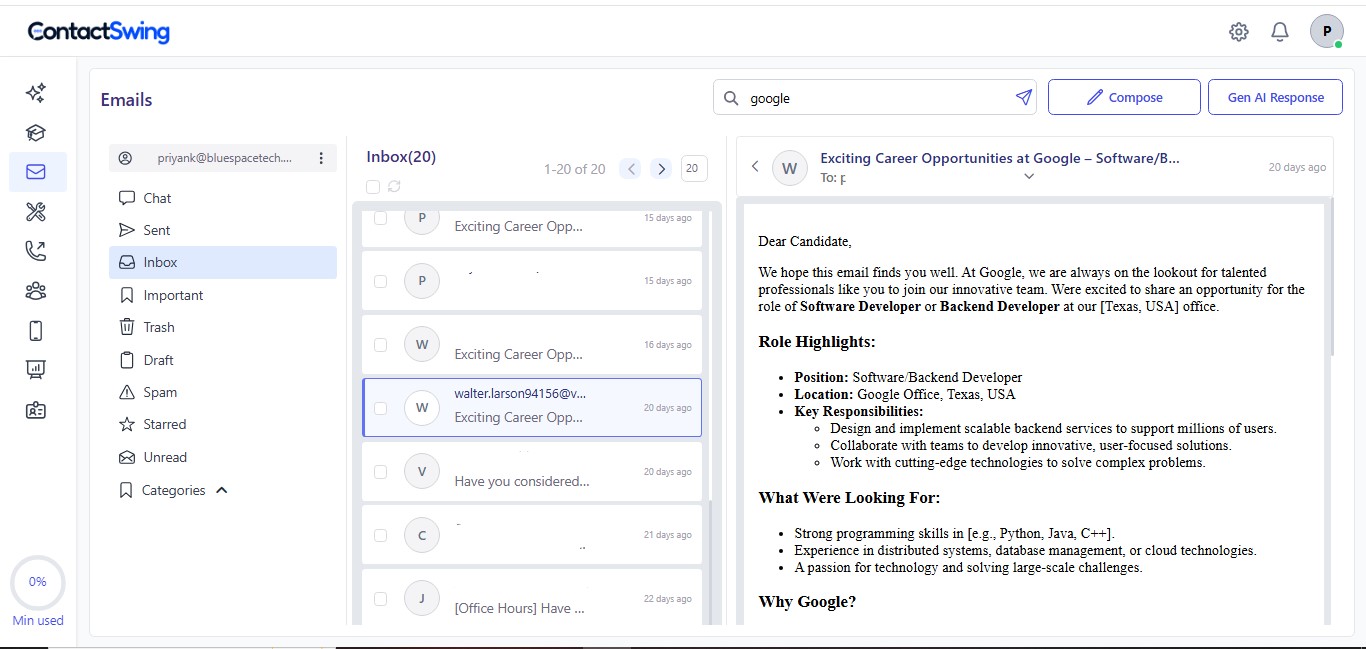 ContactSwing
P
Emails
google
Compose
Gen AI Response
priyank@bluespacetech....
Chat
Sent
Inbox
Important
Trash
Draft
Spam
Starred
Unread
Categories
0%
Min used
Inbox(20)
1-20 of 20
20
P
Exciting Career Opp...
15 days ago
P
15 days ago
W
Exciting Career Opp...
16 days ago
W
walter.larson94156@v...
Exciting Career Opp...
20 days ago
V
Have you considered...
20 days ago
C
21 days ago
J
[Office Hours] Have ...
22 days ago
W
Exciting Career Opportunities at Google – Software/B...
To:
20 days ago
Dear Candidate,
We hope this email finds you well. At Google, we are always on the lookout for talented
professionals like you to join our innovative team. Were excited to share an opportunity for the
role of Software Developer or Backend Developer at our [Texas, USA] office.
Role Highlights:
Position: Software/Backend Developer
Location: Google Office, Texas, USA
Key Responsibilities:
Design and implement scalable backend services to support millions of users.
Collaborate with teams to develop innovative, user-focused solutions.
Work with cutting-edge technologies to solve complex problems.
What Were Looking For:
Strong programming skills in [e.g., Python, Java, C++].
Experience in distributed systems, database management, or cloud technologies.
A passion for technology and solving large-scale challenges.
Why Google?